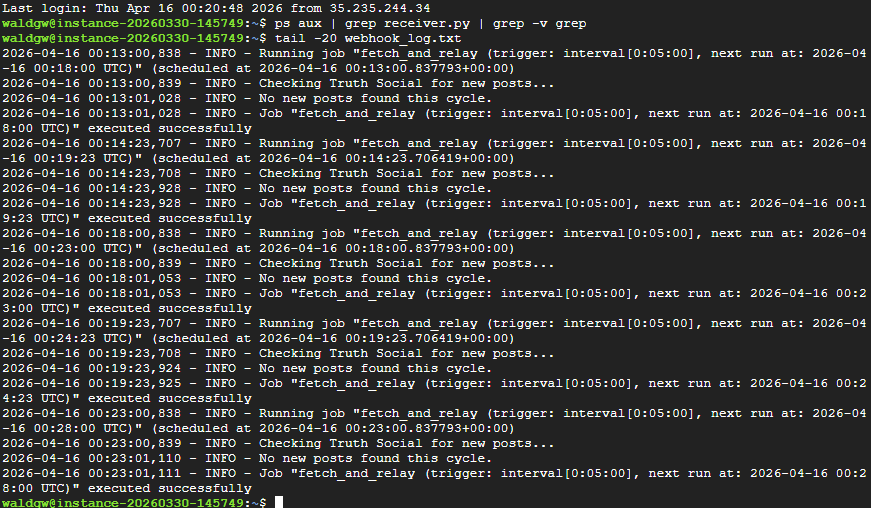 Last login: Thu Apr 16 00:20:48 2026 from 35.235.244.34
waldgw@instance-20260330-145749:~$ ps aux | grep receiver.py | grep -v grep
waldgw@instance-20260330-145749:~$ tail -20 webhook_log.txt
2026-04-16 00:13:00,838 - INFO - Running job "fetch_and_relay (trigger: interval[0:05:00], next run at: 2026-04
-16 00:18:00 UTC)" (scheduled at 2026-04-16 00:13:00.837793+00:00)
2026-04-16 00:13:00,839 - INFO - Checking Truth Social for new posts...
2026-04-16 00:13:01,028 - INFO - No new posts found this cycle.
2026-04-16 00:13:01,028 - INFO - Job "fetch_and_relay (trigger: interval[0:05:00], next run at: 2026-04-16 00:1
8:00 UTC)" executed successfully
2026-04-16 00:14:23,707 - INFO - Running job "fetch_and_relay (trigger: interval[0:05:00], next run at: 2026-04
-16 00:19:23 UTC)" (scheduled at 2026-04-16 00:14:23.706419+00:00)
2026-04-16 00:14:23,708 - INFO - Checking Truth Social for new posts...
2026-04-16 00:14:23,928 - INFO - No new posts found this cycle.
2026-04-16 00:14:23,928 - INFO - Job "fetch_and_relay (trigger: interval[0:05:00], next run at: 2026-04-16 00:1
9:23 UTC)" executed successfully
2026-04-16 00:18:00,838 - INFO - Running job "fetch_and_relay (trigger: interval[0:05:00], next run at: 2026-04
-16 00:23:00 UTC)" (scheduled at 2026-04-16 00:18:00.837793+00:00)
2026-04-16 00:18:00,839 - INFO - Checking Truth Social for new posts...
2026-04-16 00:18:01,053 - INFO - No new posts found this cycle.
2026-04-16 00:18:01,053 - INFO - Job "fetch_and_relay (trigger: interval[0:05:00], next run at: 2026-04-16 00:2
3:00 UTC)" executed successfully
2026-04-16 00:19:23,707 - INFO - Running job "fetch_and_relay (trigger: interval[0:05:00], next run at: 2026-04
-16 00:24:23 UTC)" (scheduled at 2026-04-16 00:19:23.706419+00:00)
2026-04-16 00:19:23,708 - INFO - Checking Truth Social for new posts...
2026-04-16 00:19:23,924 - INFO - No new posts found this cycle.
2026-04-16 00:19:23,925 - INFO - Job "fetch_and_relay (trigger: interval[0:05:00], next run at: 2026-04-16 00:2
4:23 UTC)" executed successfully
2026-04-16 00:23:00,838 - INFO - Running job "fetch_and_relay (trigger: interval[0:05:00], next run at: 2026-04
-16 00:28:00 UTC)" (scheduled at 2026-04-16 00:23:00.837793+00:00)
2026-04-16 00:23:00,839 - INFO - Checking Truth Social for new posts...
2026-04-16 00:23:01,110 - INFO - No new posts found this cycle.
2026-04-16 00:23:01,111 - INFO - Job "fetch_and_relay (trigger: interval[0:05:00], next run at: 2026-04-16 00:2
8:00 UTC)" executed successfully
waldgw@instance-20260330-145749:~$